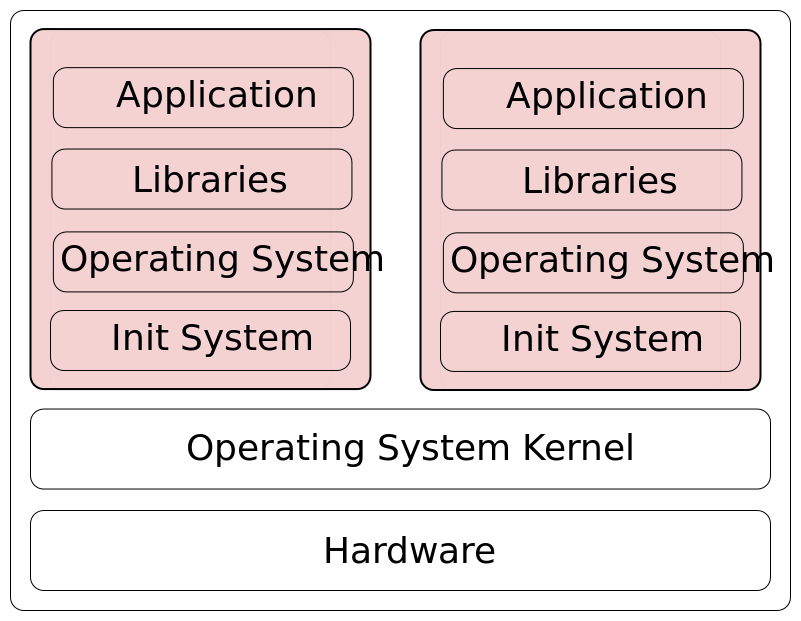 Application
Libraries
Operating System
Init System
Application
Libraries
Operating System
Init System
Operating System Kernel
Hardware